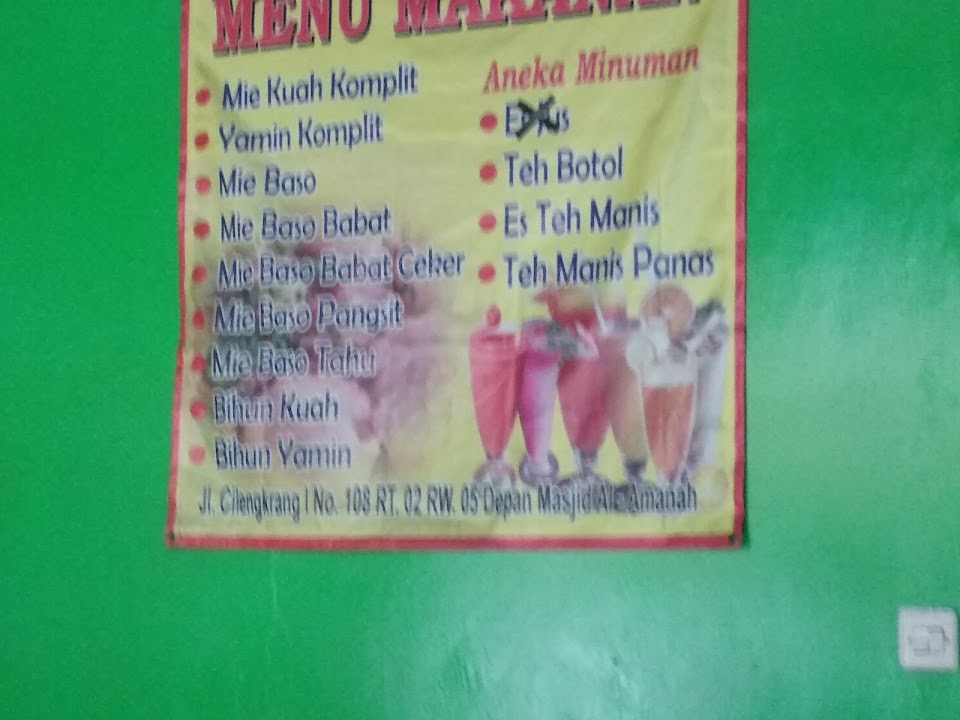 MENU MAKANAN
Mie Kuah Komplit
Yamin Komplit
Mie Baso
Mie Baso Babat
Mie Baso Babat Ceker
Mie Baso Pangsit
Mie Baso Tahu
Bihun Kuah
Bihun Yamin
Aneka Minuman
Teh Botol
Es Teh Manis
Teh Manis Panas
Jl. Cilengkrang I No. 108 RT. 02 RW. 05 Depan Masjid Al - Amanah